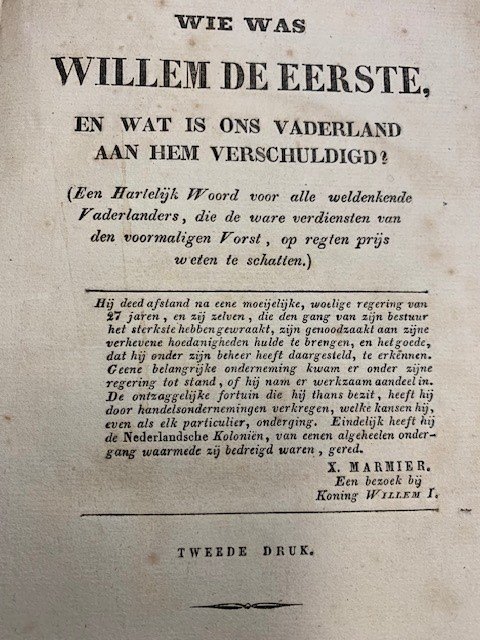 WIE WAS
WILLEM DE EERSTE,
EN WAT IS ONS VADERLAND
AAN HEM VERSCHULDIGD?
(Een Hartelijk Woord voor alle weldenkende
Vaderlanders, die de ware verdiensten van
den voormaligen Vorst, op regten prijs
weten te schatten.)
Hij deed afstand na eene moeijelijke, woelige regering van
27 jaren, en zij zelven, die den gang van zijn bestuur
het sterkste hebben gewraakt, zijn genoodzaakt aan zijne
verhevene hoedanigheden hulde te brengen, en het goede,
dat hij onder zijn beheer heeft daargesteld, te erkennen.
Geene belangrijke onderneming kwam er onder zijne
regering tot stand, of hij nam er werkzaam aandeel in.
De ontzaggelijke fortuin die hij thans bezit, heeft hij
door handelsondernemingen verkregen, welke kansen hij,
even als elk particulier, onderging. Eindelijk heeft hij
de Nederlandsche Koloniën, van eenen algeheelen onder-
gang waarmede zij bedreigd waren, gered.
X. MARMIER.
Een bezoek bij
Koning WILLEM I.
TWEEDE DRUK.